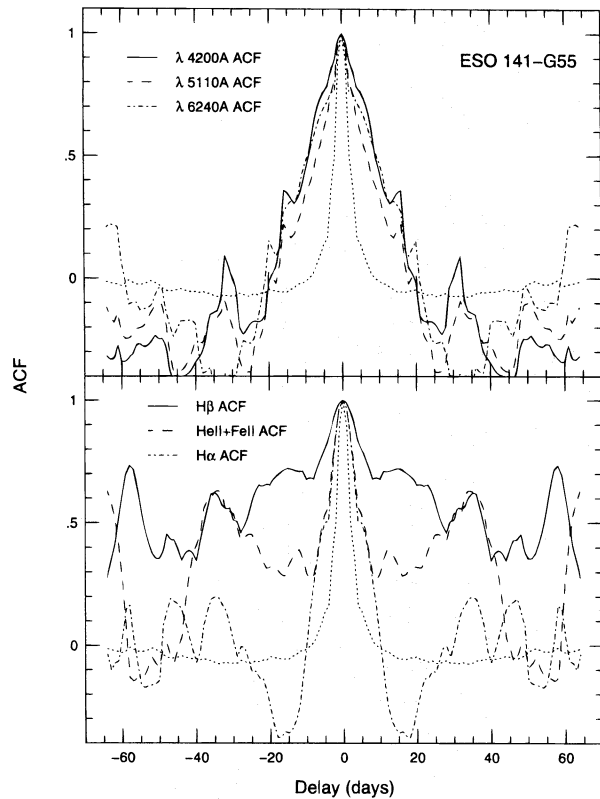 ESO 141-G55
λ 4200A ACF
λ 5110A ACF
λ 6240A ACF
1
.5
0
ACF
Hβ ACF
HeII+FeII ACF
Hα ACF
1
.5
0
-60 -40 -20 0 20 40 60
Delay (days)